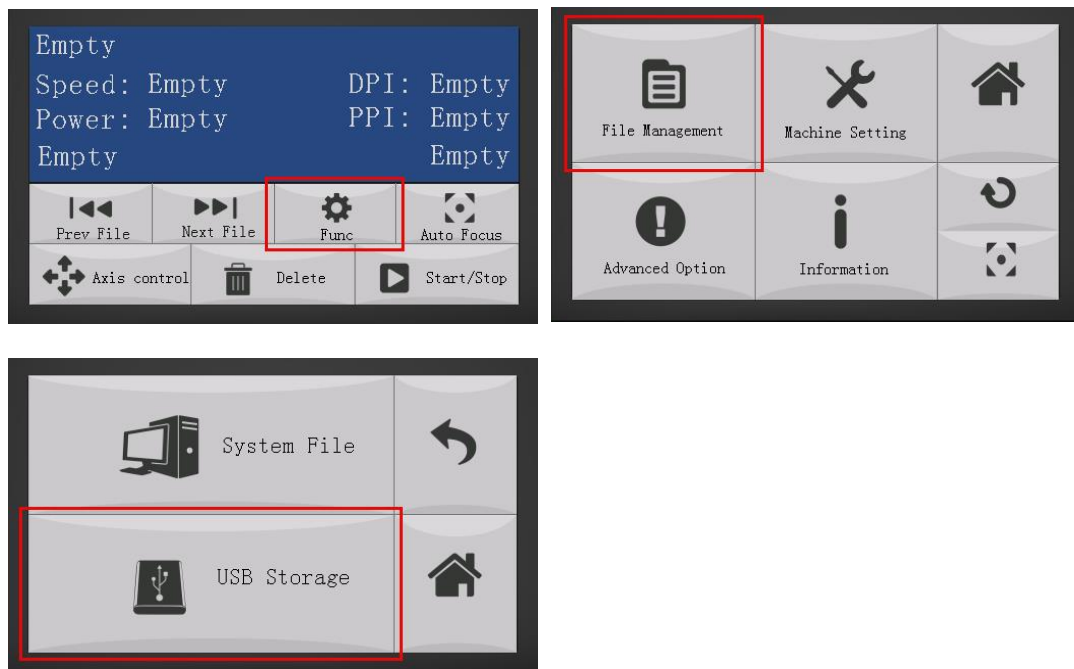 Empty
Speed: Empty DPI: Empty
Power: Empty PPI: Empty
Empty Empty
Prev File Next File Func Auto Focus
Axis control Delete Start/Stop
File Management Machine Setting
Advanced Option Information
System File
USB Storage